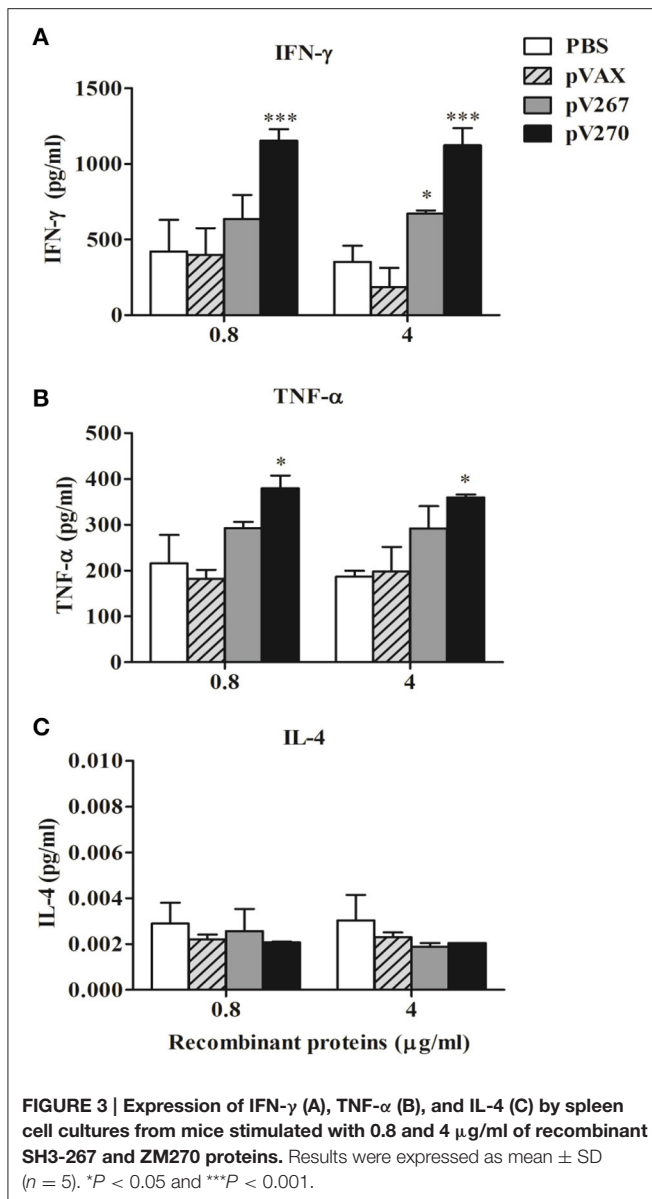 A
IFN-γ
PBS
pVAX
pV267
pV270
IFN-γ (pg/ml)
1500
1000
500
0
***
***
*
0.8
4
B
TNF-α
TNF-α (pg/ml)
500
400
300
200
100
0
*
*
0.8
4
C
IL-4
IL-4 (pg/ml)
0.010
0.008
0.006
0.004
0.002
0.000
0.8
4
Recombinant proteins (μg/ml)
FIGURE 3 | Expression of IFN-γ (A), TNF-α (B), and IL-4 (C) by spleen
cell cultures from mice stimulated with 0.8 and 4 μg/ml of recombinant
SH3-267 and ZM270 proteins. Results were expressed as mean ± SD
(n = 5). *P < 0.05 and ***P < 0.001.